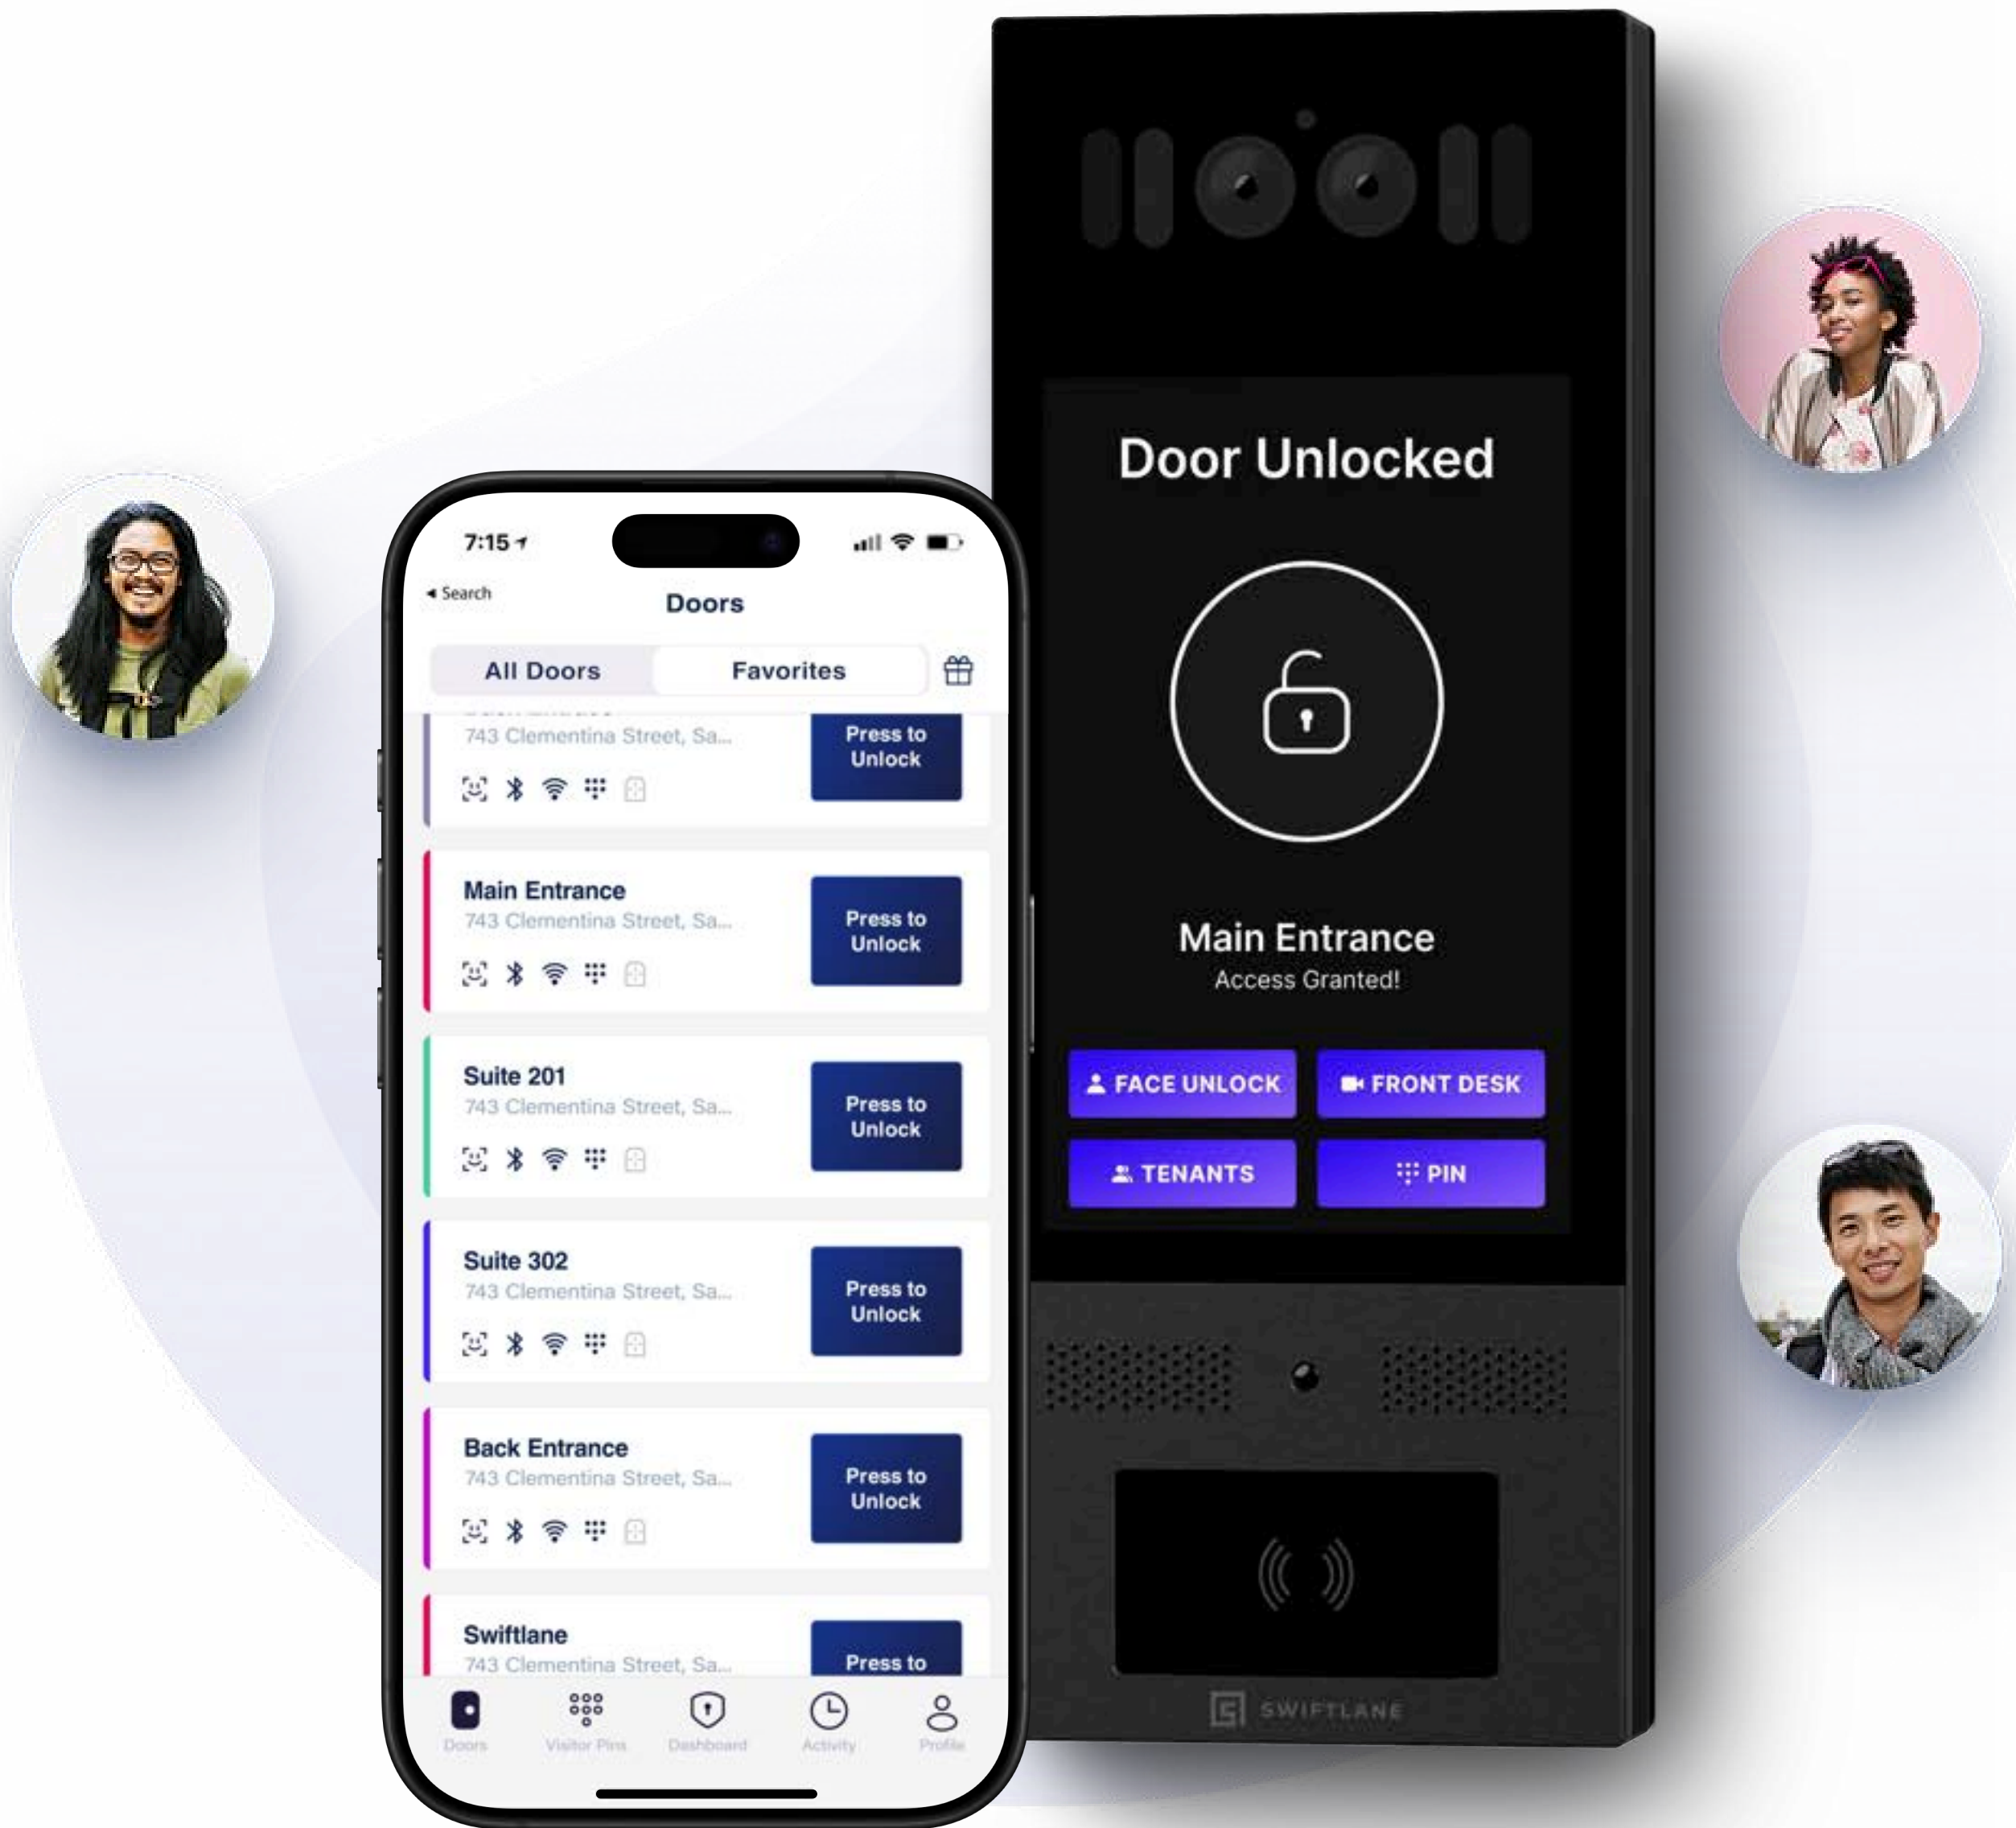 7:15
Search
Doors
All Doors
Favorites
743 Clementina Street, Sa...
Press to
Unlock
Main Entrance
743 Clementina Street, Sa...
Press to
Unlock
Suite 201
743 Clementina Street, Sa...
Press to
Unlock
Suite 302
743 Clementina Street, Sa...
Press to
Unlock
Back Entrance
743 Clementina Street, Sa...
Press to
Unlock
Swiftlane
743 Clementina Street, Sa...
Press to
Doors
Visitor Pins
Dashboard
Activity
Profile
Door Unlocked
Main Entrance
Access Granted!
FACE UNLOCK
FRONT DESK
TENANTS
PIN
SWIFTLANE